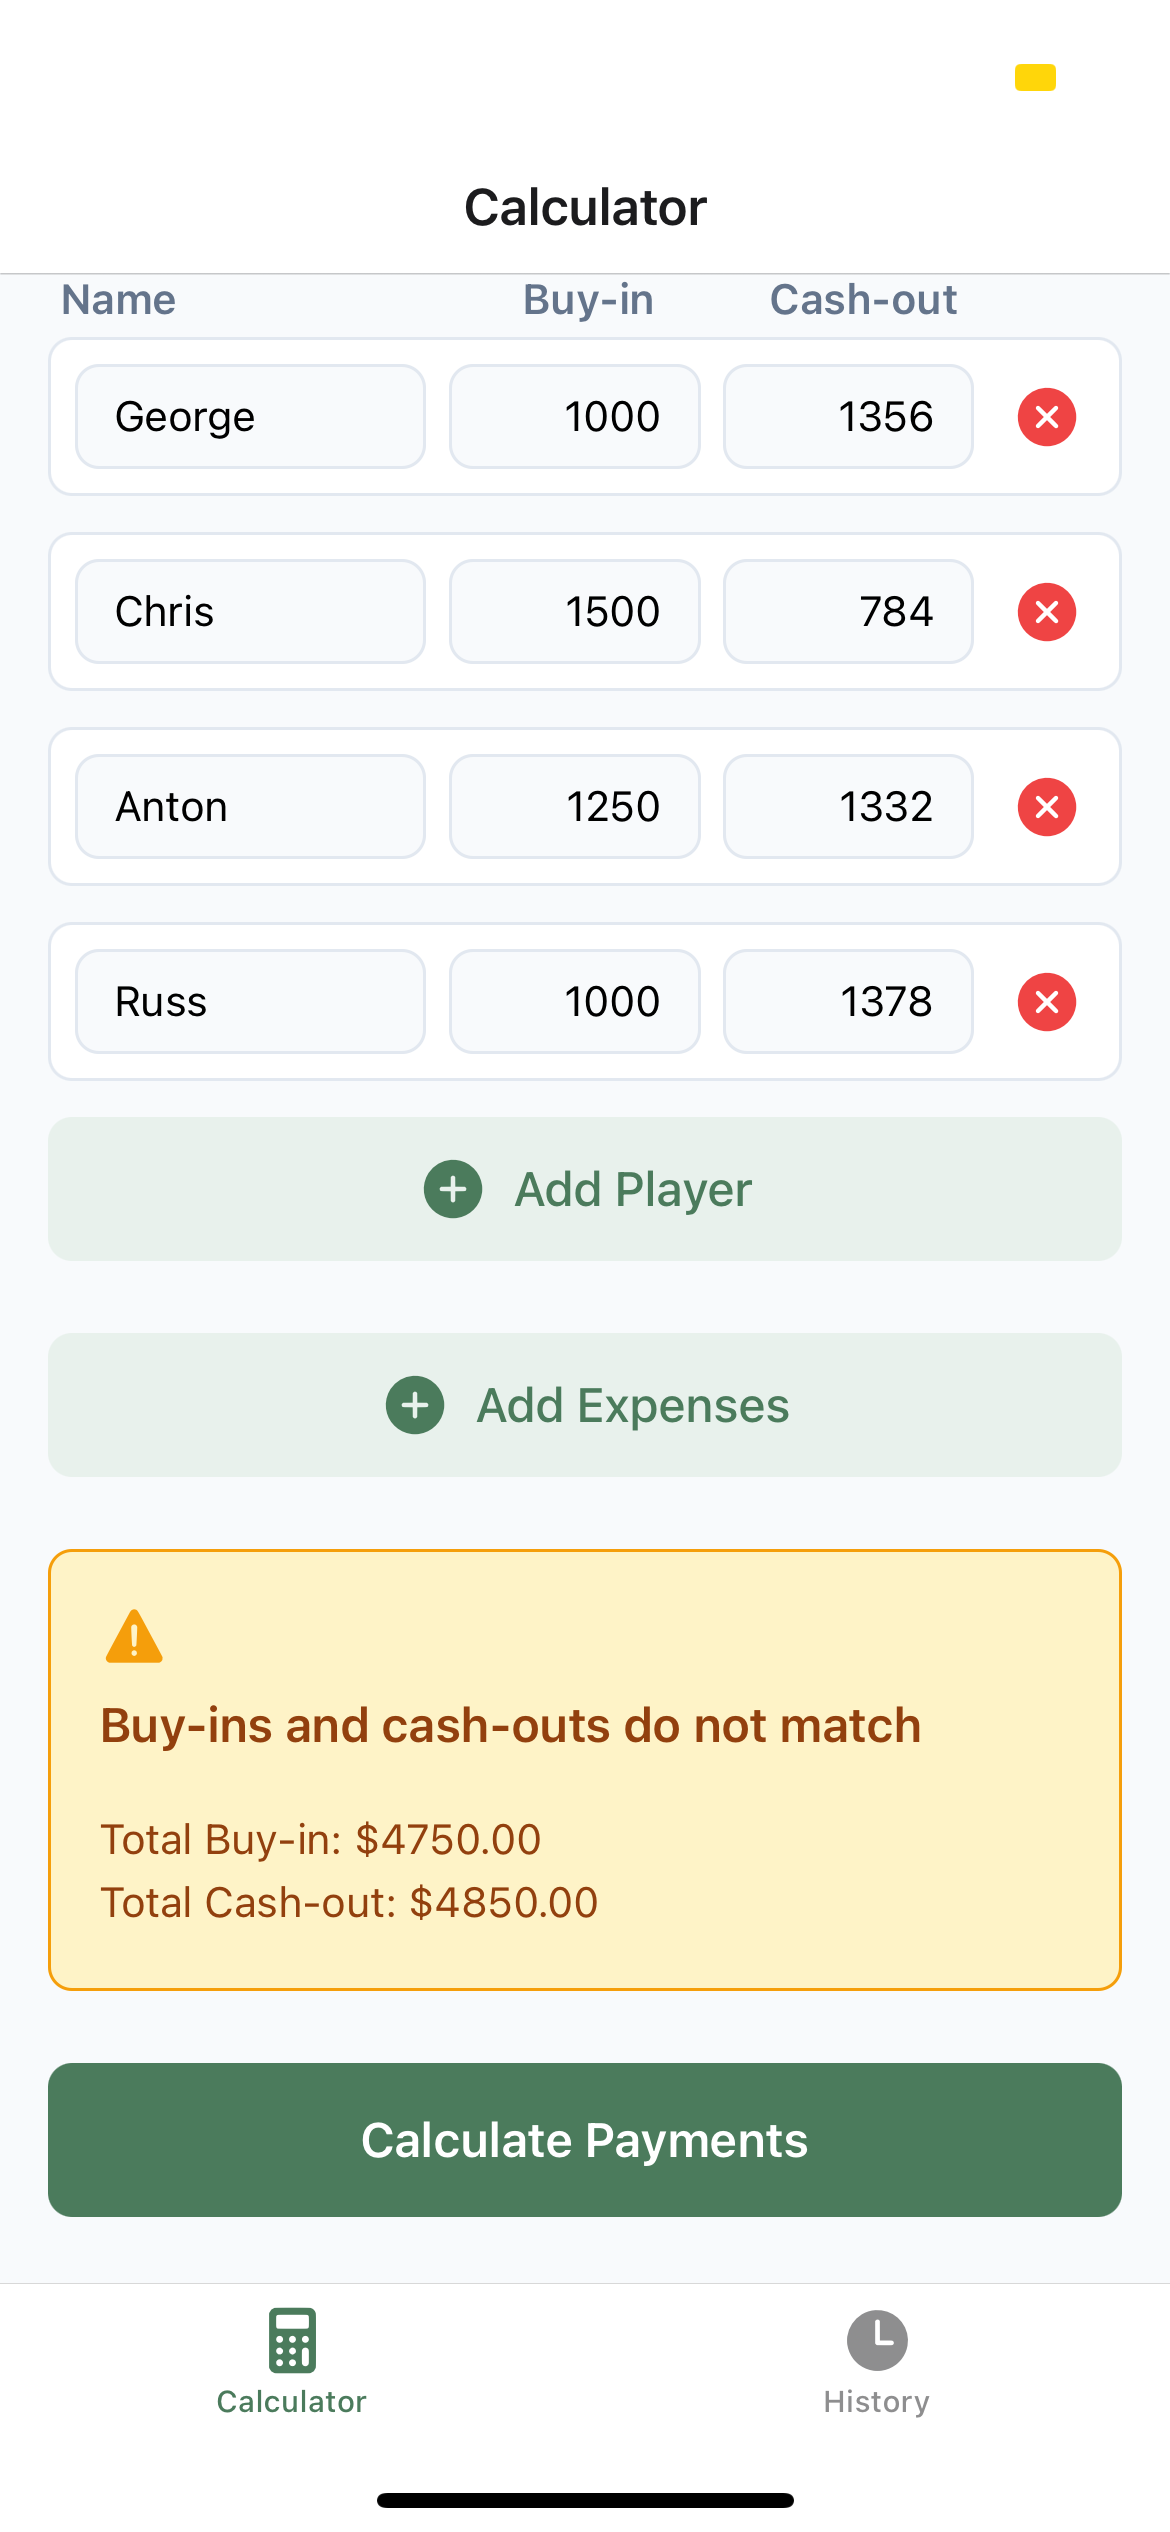 Calculator
Name Buy-in Cash-out
George 1000 1356
Chris 1500 784
Anton 1250 1332
Russ 1000 1378
Add Player
Add Expenses
Buy-ins and cash-outs do not match
Total Buy-in: $4750.00
Total Cash-out: $4850.00
Calculate Payments
Calculator History